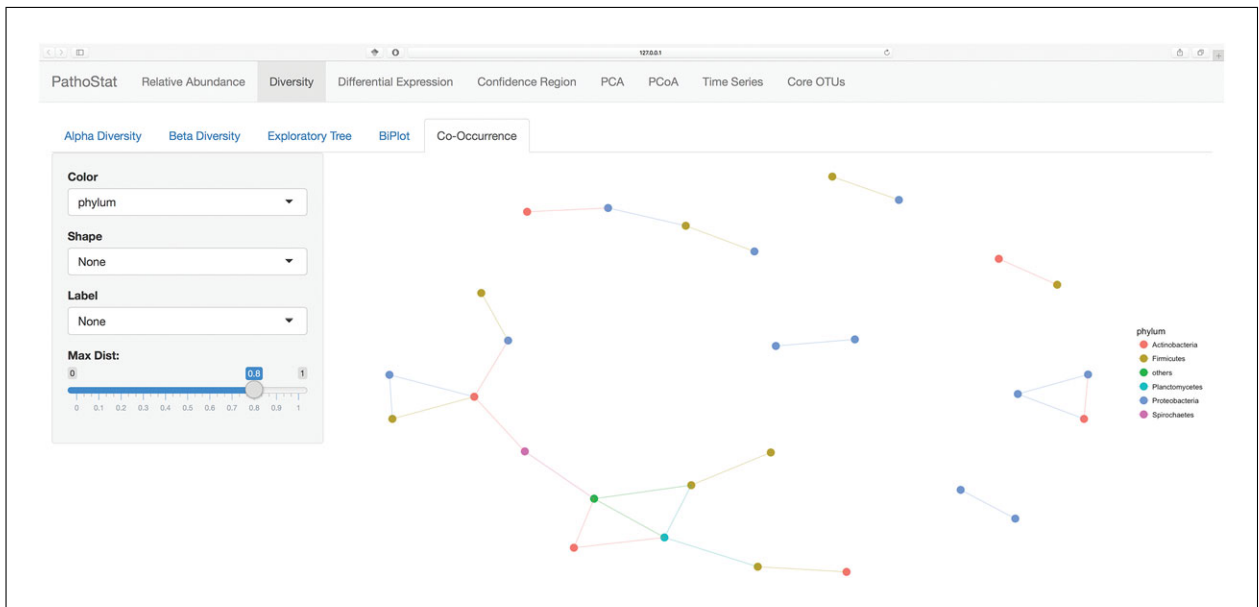 127.0.0.1
PathoStat Relative Abundance Diversity Differential Expression Confidence Region PCA PCoA Time Series Core OTUs
Alpha Diversity Beta Diversity Exploratory Tree BiPlot Co-Occurrence
Color
phylum
Shape
None
Label
None
Max Dist:
0 0.8 1
0 0.1 0.2 0.3 0.4 0.5 0.6 0.7 0.8 0.9 1
phylum
Actinobacteria
Firmicutes
others
Planctomycetes
Proteobacteria
Spirochaetes